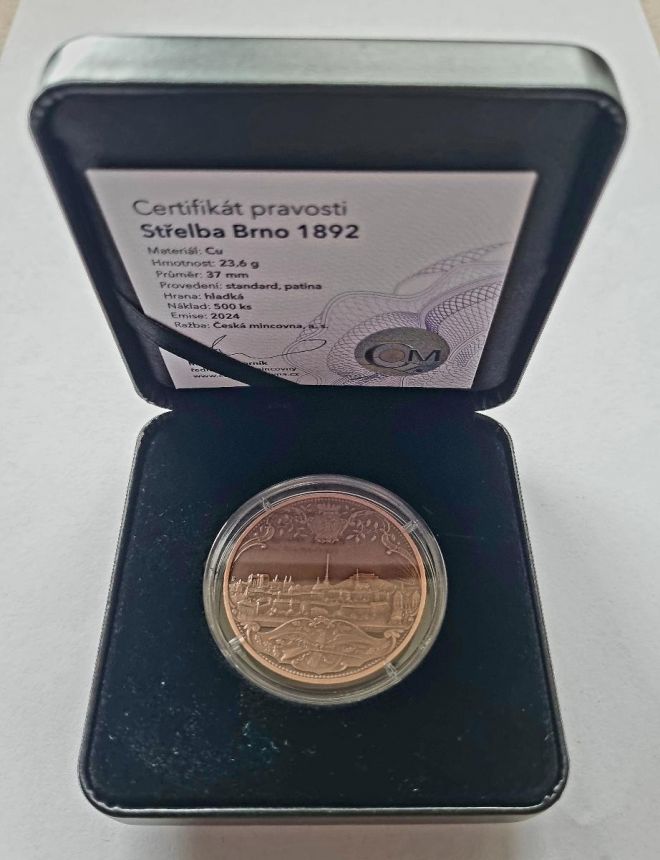 Certifikát pravosti
Střelba Brno 1892
Materiál: Cu
Hmotnost: 23,6 g
Průměr: 37 mm
Provedení: standard, patina
Hrana: hladká
Náklad: 500 ks
Emise: 2024
Ražba: Česká mincovna, a. s.
ČM
mincovny